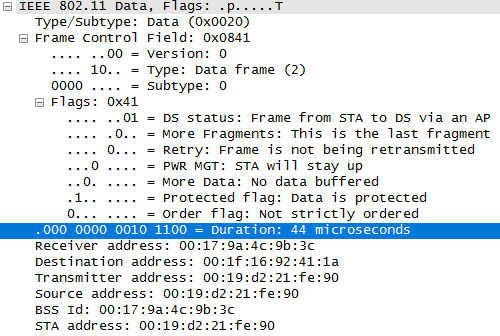 IEEE 802.11 Data, Flags: .p.....T
Type/Subtype: Data (0x0020)
Frame Control Field: 0x0841
.... ..00 = Version: 0
.... 10.. = Type: Data frame (2)
0000 .... = Subtype: 0
Flags: 0x41
.... ..01 = DS status: Frame from STA to DS via an AP
.... .0.. = More Fragments: This is the last fragment
.... 0... = Retry: Frame is not being retransmitted
...0 .... = PWR MGT: STA will stay up
..0. .... = More Data: No data buffered
.1.. .... = Protected flag: Data is protected
0... .... = Order flag: Not strictly ordered
.000 0000 0010 1100 = Duration: 44 microseconds
Receiver address: 00:17:9a:4c:9b:3c
Destination address: 00:1f:16:92:41:1a
Transmitter address: 00:19:d2:21:fe:90
Source address: 00:19:d2:21:fe:90
BSS Id: 00:17:9a:4c:9b:3c
STA address: 00:19:d2:21:fe:90